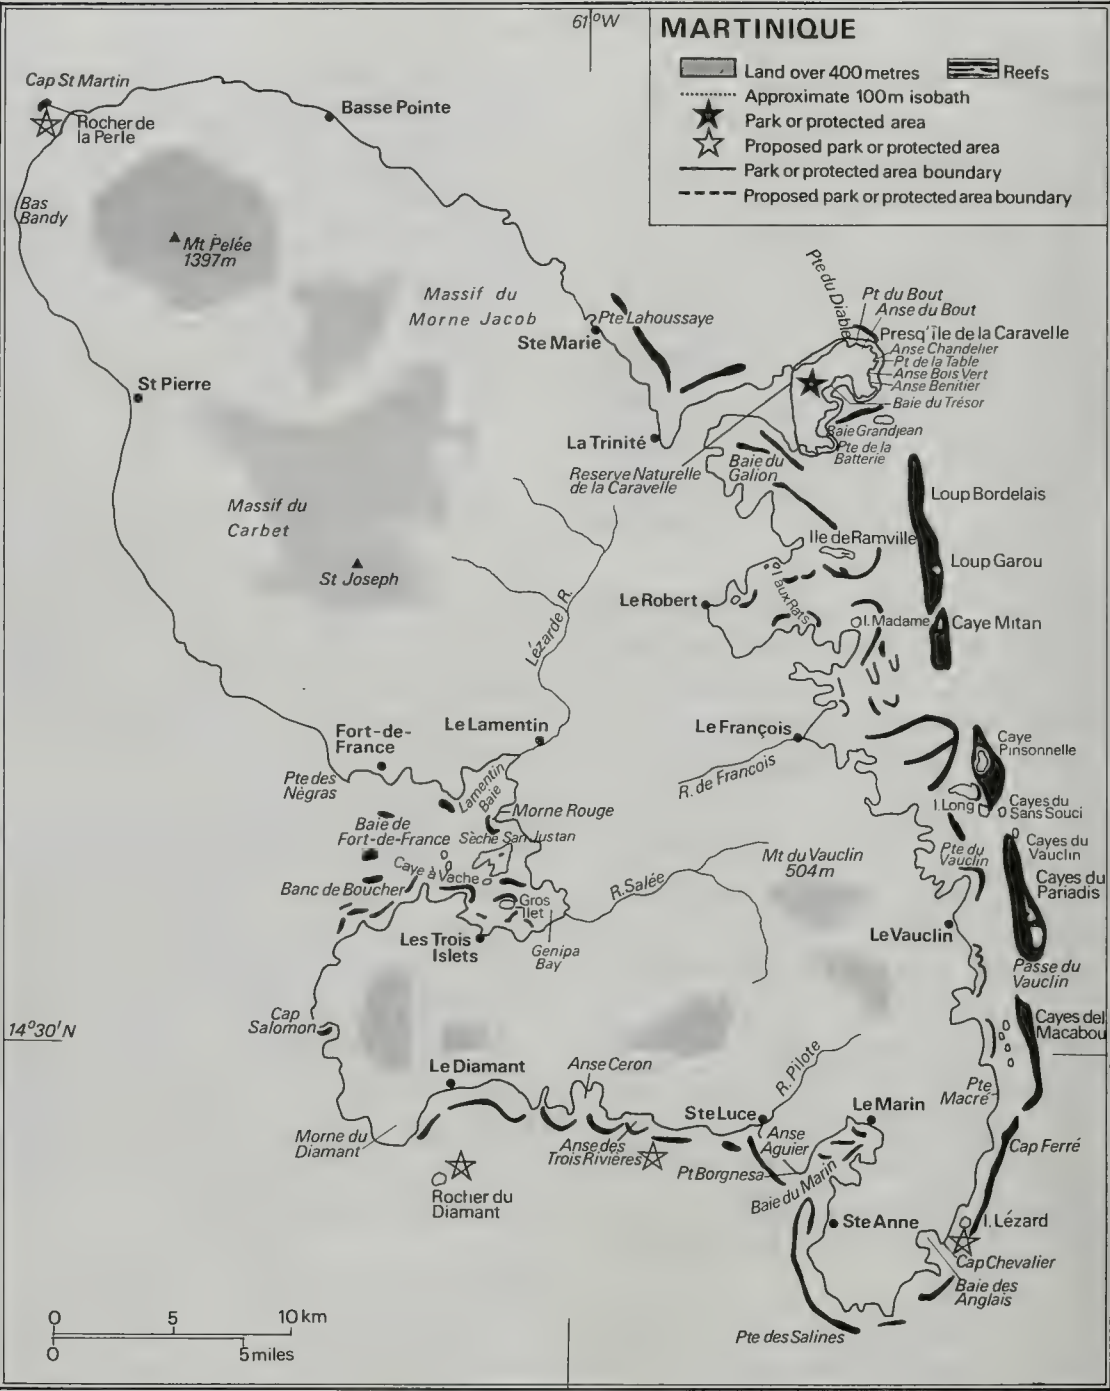 61°W
MARTINIQUE
Land over 400 metres
Reefs
Approximate 100m isobath
Park or protected area
Proposed park or protected area
Park or protected area boundary
Proposed park or protected area boundary
Cap St Martin
Rocher de
la Perle
Basse Pointe
Bas
Bandy
Mt Pelée
1397m
Massif du
Morne Jacob
Pte Lahoussaye
Ste Marie
Pte du Diable
Pt du Bout
Anse du Bout
Presq'île de la Caravelle
Anse Chandelier
Pt de la Table
Anse Bois Vert
Anse Benitier
Baie du Trésor
Baie Grandjean
Pte de la
Batterie
St Pierre
La Trinité
Reserve Naturelle
de la Caravelle
Baie du
Galion
Loup Bordelais
Massif du
Carbet
Ile de Ramville
Loup Garou
St Joseph
I aux Rats
Le Robert
I. Madame
Caye Mitan
Lézarde R.
Le Lamentin
Fort-de-
France
Le François
Caye
Pinsonnelle
R. de François
Pte des
Nègras
Lamentin
Baie
Morne Rouge
I. Long
Cayes du
Sans Souci
Baie de
Fort-de-France
Sèche San Justan
Pte du
Vauclin
Cayes du
Vauclin
Mt du Vauclin
504m
Caye à Vache
Cayes du
Pariadis
Banc de Boucher
R. Salée
Gros
Ilet
Les Trois
Islets
Genipa
Bay
Le Vauclin
Passe du
Vauclin
Cap
Salomon
14°30'N
Cayes del
Macabou
Le Diamant
Anse Ceron
R. Pilote
Pte
Macré
Ste Luce
Le Marin
Morne du
Diamant
Anse des
Trois Rivières
Anse
Aguier
Cap Ferré
Pt Borgnesa
Baie du Marin
Rocher du
Diamant
Ste Anne
I. Lézard
Cap Chevalier
Baie des
Anglais
Pte des Salines
0 5 10 km
0 5 miles